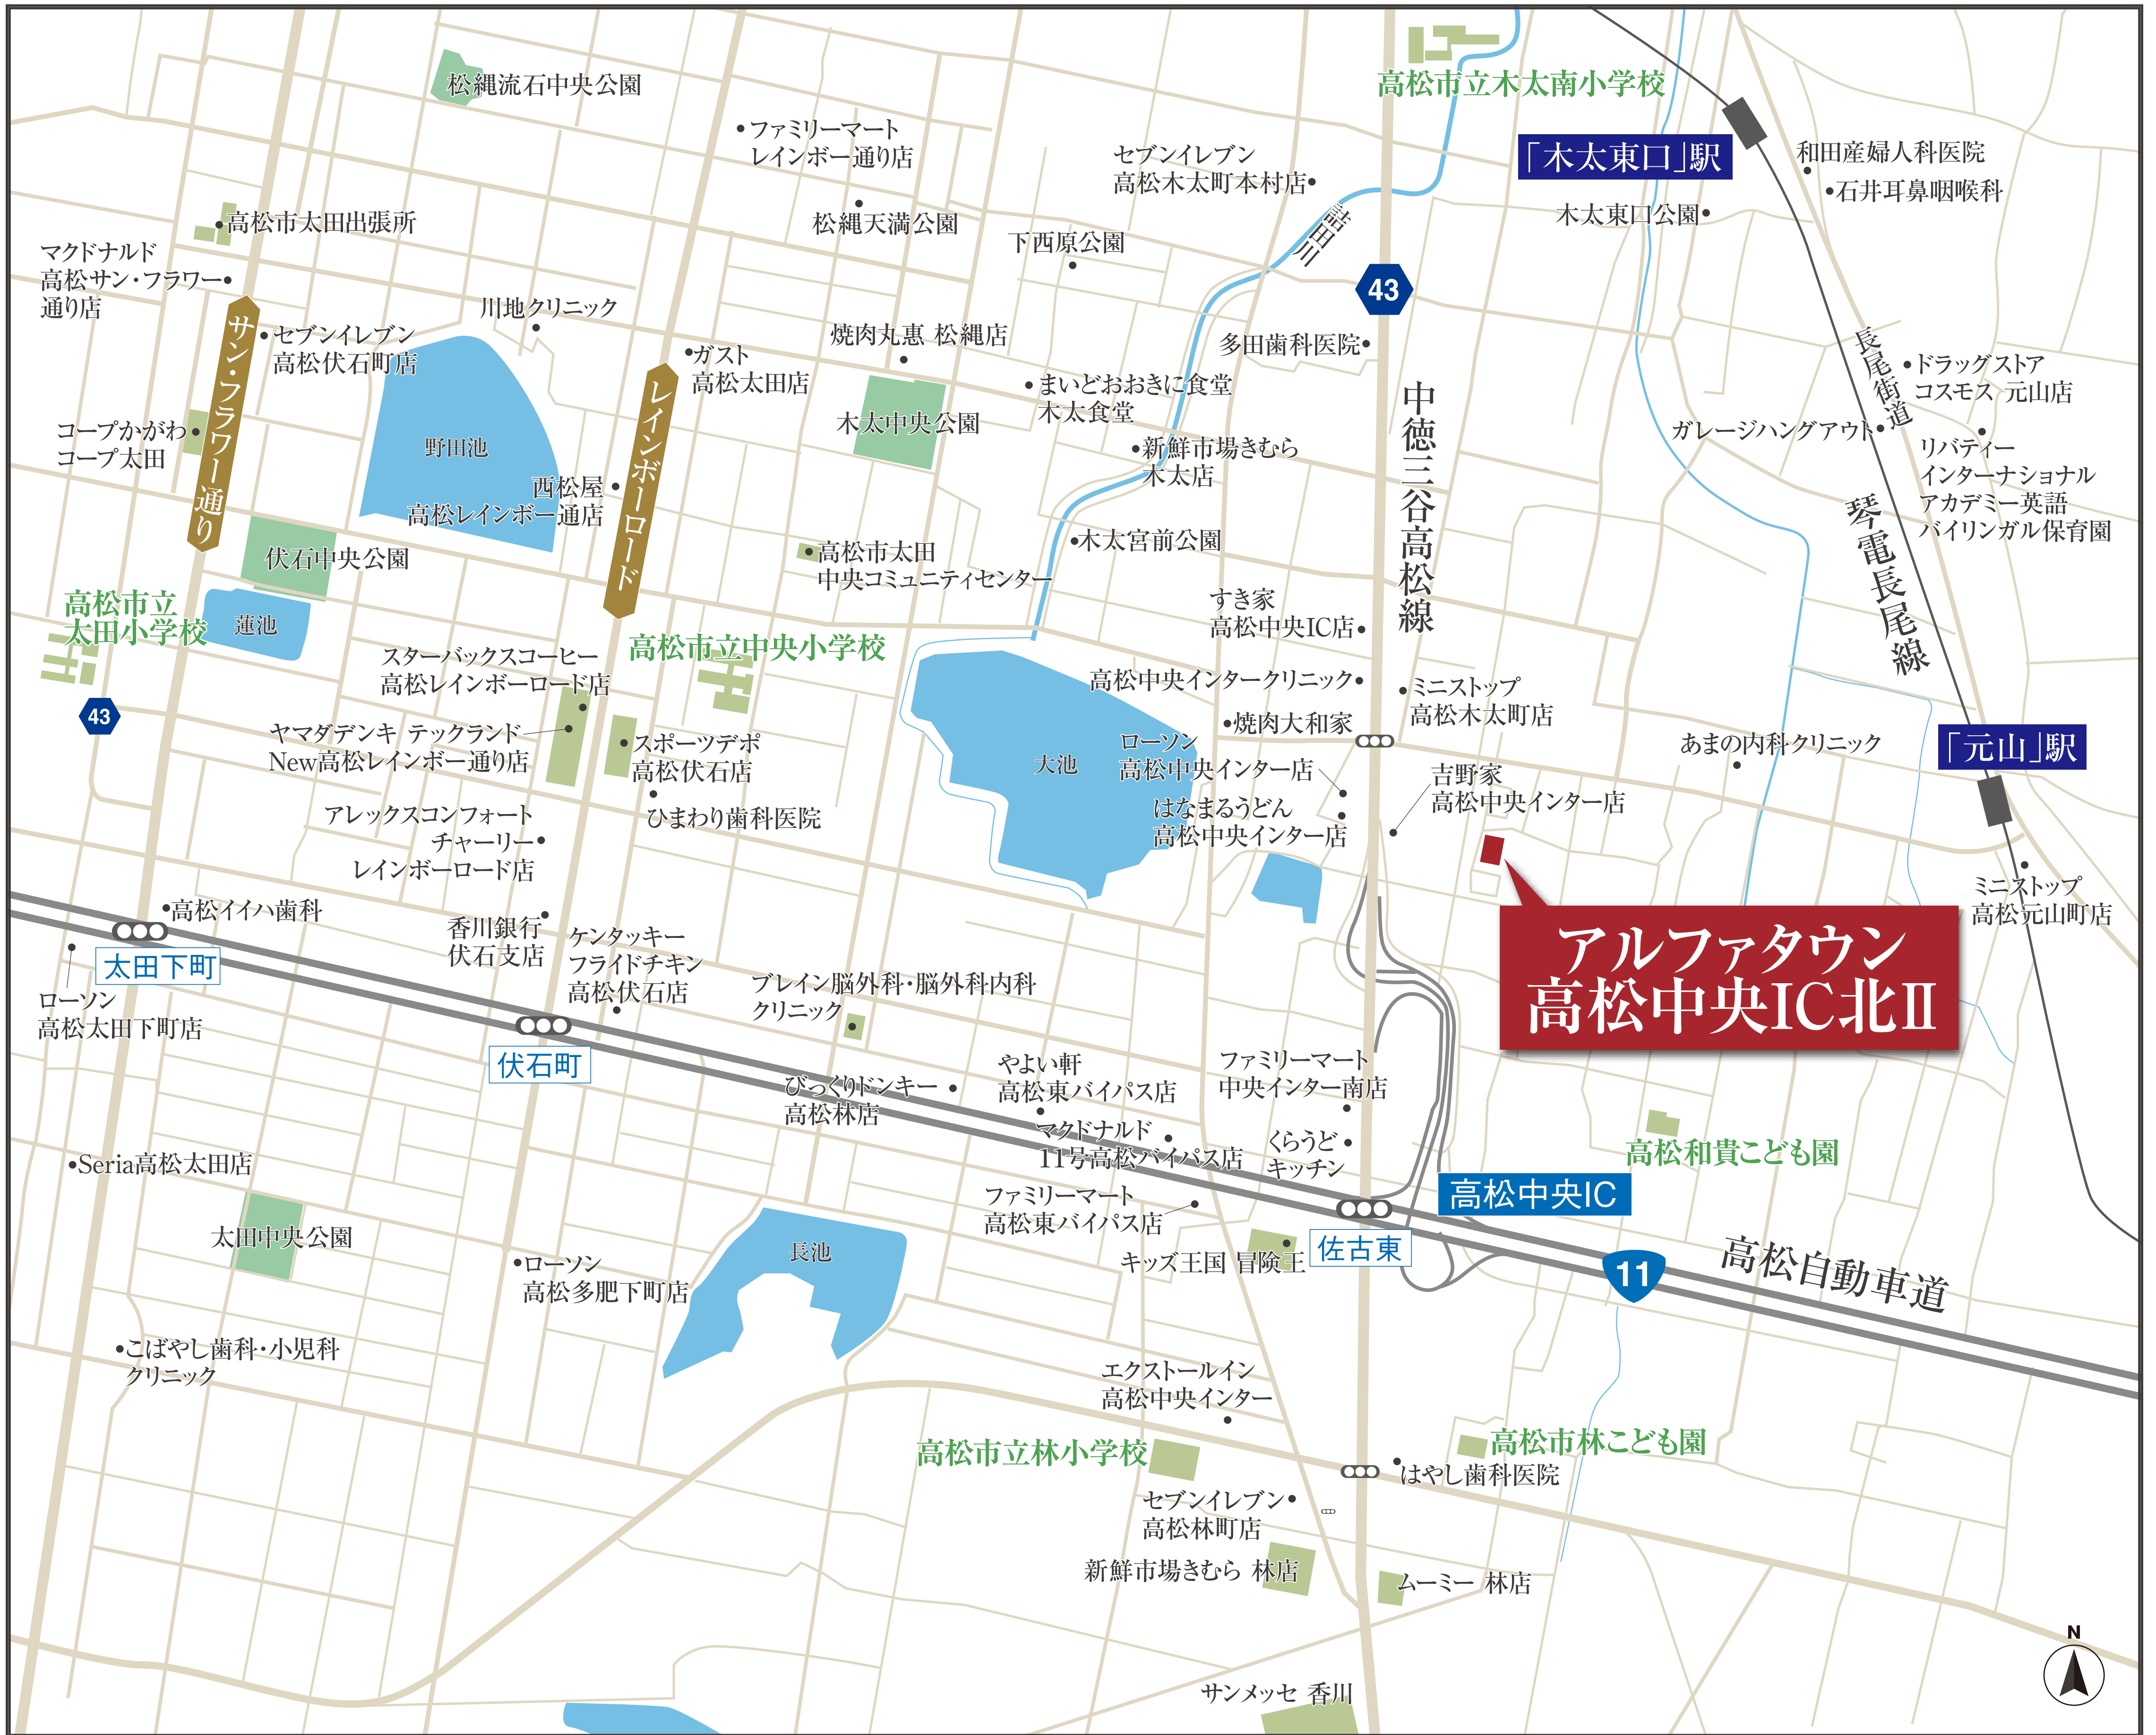 松縄流石中央公園
高松市立木太南小学校
ファミリーマート
レインボー通り店
セブンイレブン
高松木太町本村店
「木太東口」駅
和田産婦人科医院
石井耳鼻咽喉科
高松市太田出張所
松縄天満公園
詰田川
木太東口公園
下西原公園
マクドナルド
高松サン・フラワー
通り店
43
サン・フラワー通り
セブンイレブン
高松伏石町店
川地クリニック
ガスト
高松太田店
焼肉丸恵 松縄店
多田歯科医院
長尾街道
ドラッグストア
コスモス 元山店
レインボーロード
まいどおおきに食堂
木太食堂
中徳三谷高松線
コープかがわ
コープ太田
野田池
木太中央公園
新鮮市場きむら
木太店
ガレージハングアウト
リバティー
インターナショナル
アカデミー英語
バイリンガル保育園
西松屋
高松レインボー通店
琴電長尾線
伏石中央公園
高松市太田
中央コミュニティセンター
木太宮前公園
高松市立
太田小学校
蓮池
すき家
高松中央IC店
高松市立中央小学校
スターバックスコーヒー
高松レインボーロード店
高松中央インタークリニック
ミニストップ
高松木太町店
43
ヤマダデンキ テックランド
New高松レインボー通り店
スポーツデポ
高松伏石店
焼肉大和家
大池
ローソン
高松中央インター店
あまの内科クリニック
「元山」駅
吉野家
高松中央インター店
はなまるうどん
高松中央インター店
ひまわり歯科医院
アレックスコンフォート
チャーリー
レインボーロード店
ミニストップ
高松元山町店
高松イイハ歯科
香川銀行
伏石支店
アルファタウン
高松中央IC北II
太田下町
ケンタッキー
フライドチキン
高松伏石店
ブレイン脳外科・脳外科内科
クリニック
ローソン
高松太田下町店
伏石町
びっくりドンキー
高松林店
やよい軒
高松東バイパス店
ファミリーマート
中央インター南店
マクドナルド
11号高松バイパス店
くらうど
キッチン
高松和貴こども園
Seria高松太田店
高松中央IC
ファミリーマート
高松東バイパス店
太田中央公園
長池
キッズ王国 冒険王
佐古東
11
高松自動車道
ローソン
高松多肥下町店
こばやし歯科・小児科
クリニック
エクストールイン
高松中央インター
高松市立林小学校
高松市林こども園
はやし歯科医院
セブンイレブン
高松林町店
新鮮市場きむら 林店
ムーミー 林店
サンメッセ 香川
N